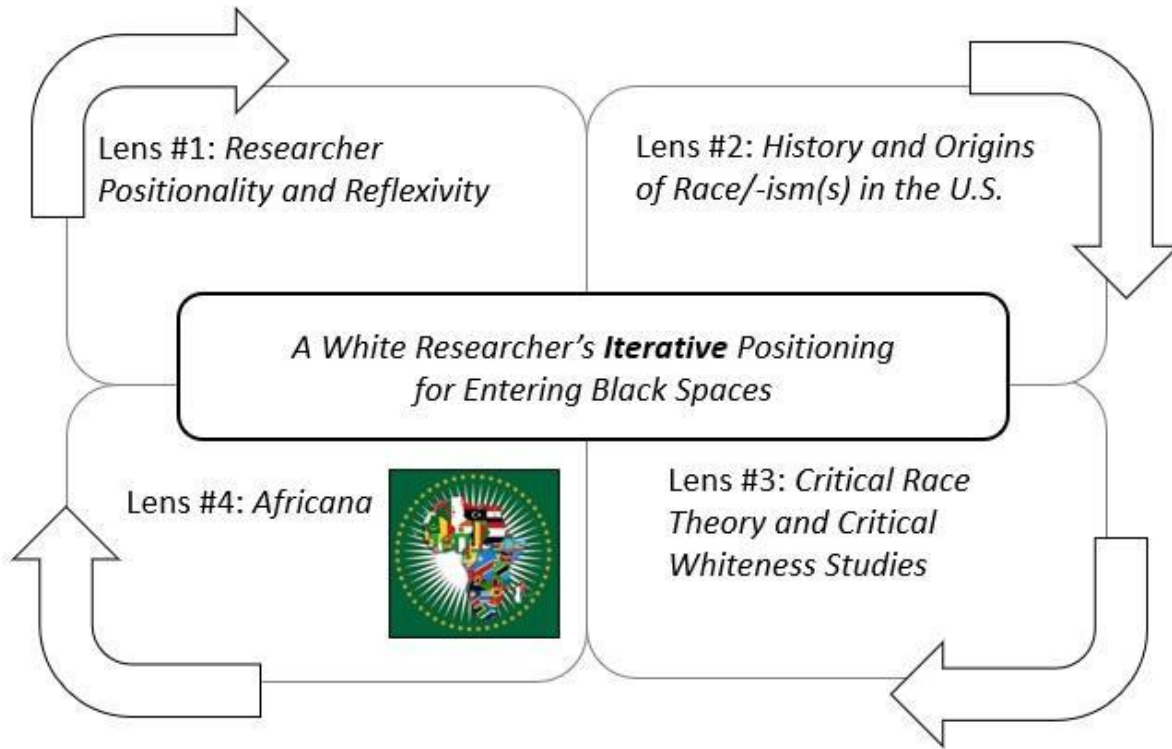 Lens #1: Researcher
Positionality and Reflexivity
Lens #2: History and Origins
of Race/-ism(s) in the U.S.
A White Researcher’s Iterative Positioning
for Entering Black Spaces
Lens #4: Africana
Lens #3: Critical Race
Theory and Critical
Whiteness Studies